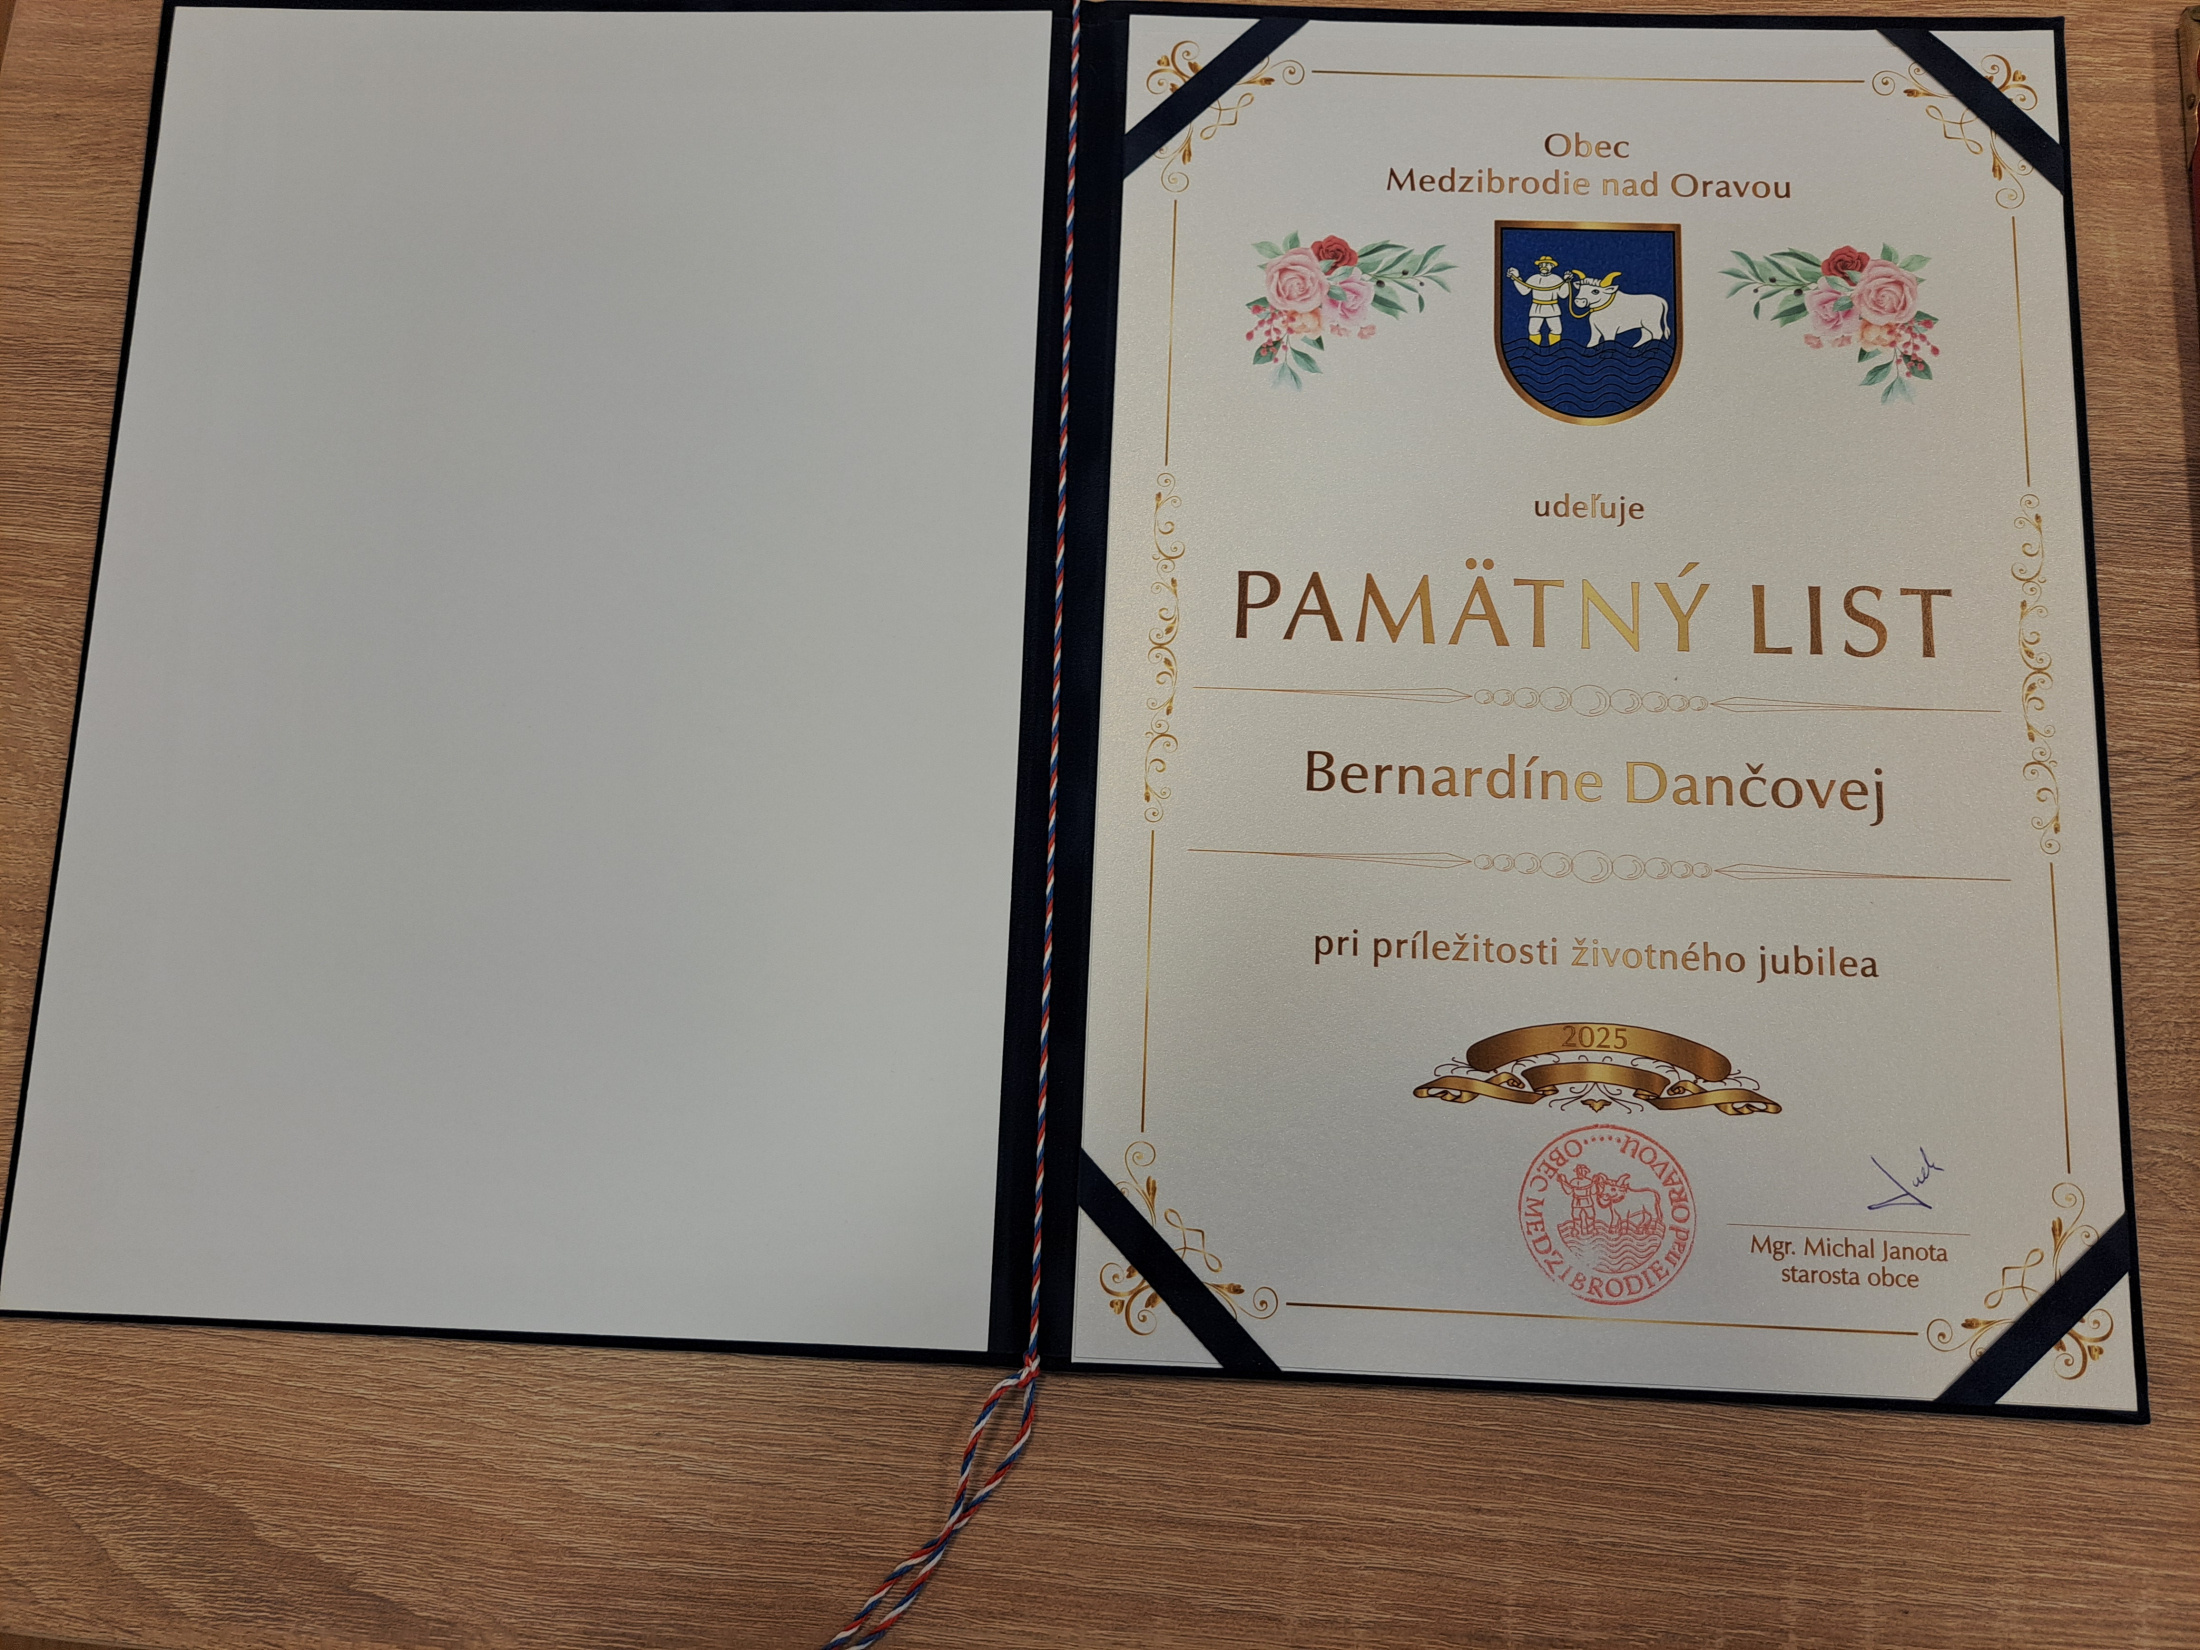 Obec
Medzibrodie nad Oravou
udeľuje
PAMÄTNÝ LIST
Bernardíne Dančovej
pri príležitosti životného jubilea
2025
OBEC MEDZIBRODIE nad ORAVOU
Mgr. Michal Janota
starosta obce